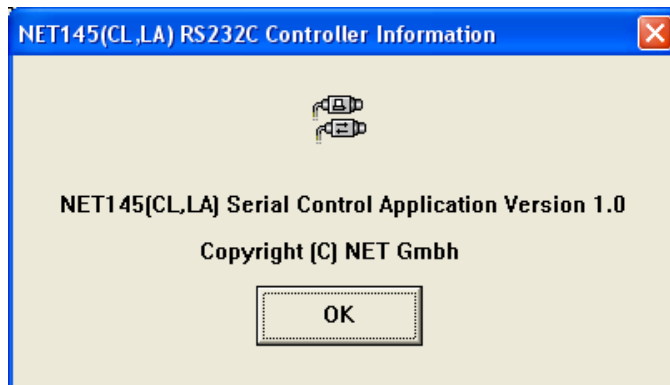 NET145(CL,LA) RS232C Controller Information
NET145(CL,LA) Serial Control Application Version 1.0
Copyright (C) NET Gmbh
OK